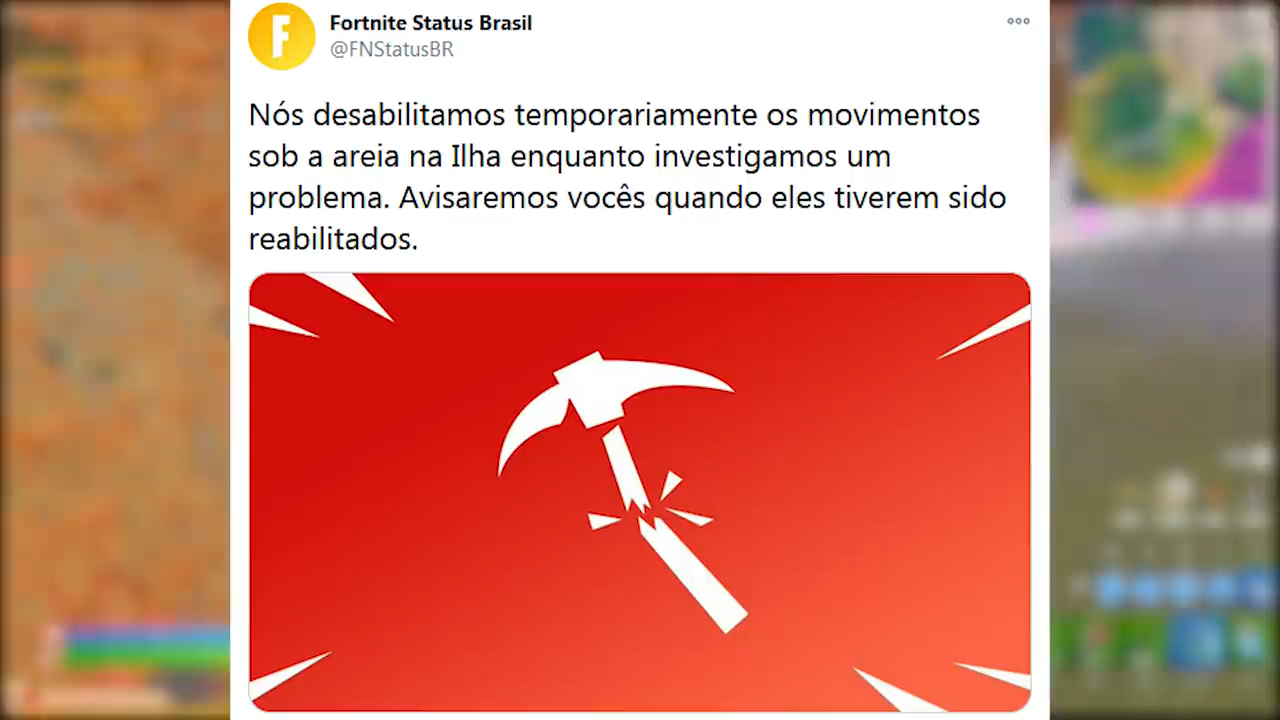 Fortnite Status Brasil
@FNStatusBR
Nós desabilitamos temporariamente os movimentos
sob a areia na Ilha enquanto investigamos um
problema. Avisaremos vocês quando eles tiverem sido
reabilitados.